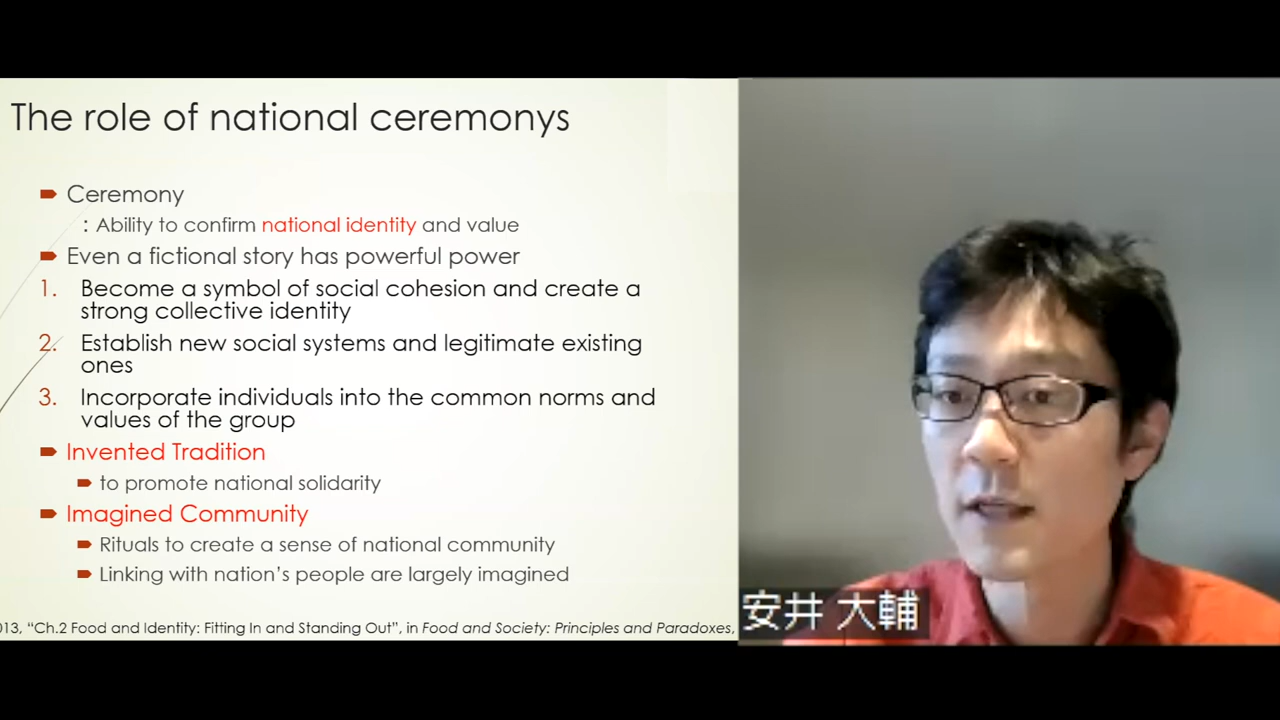 The role of national ceremonys
Ceremony
: Ability to confirm national identity and value
Even a fictional story has powerful power
1. Become a symbol of social cohesion and create a
strong collective identity
2. Establish new social systems and legitimate existing
ones
3. Incorporate individuals into the common norms and
values of the group
Invented Tradition
to promote national solidarity
Imagined Community
Rituals to create a sense of national community
Linking with nation's people are largely imagined
013, “Ch.2 Food and Identity: Fitting In and Standing Out”, in Food and Society: Principles and Paradoxes,
安井 大輔